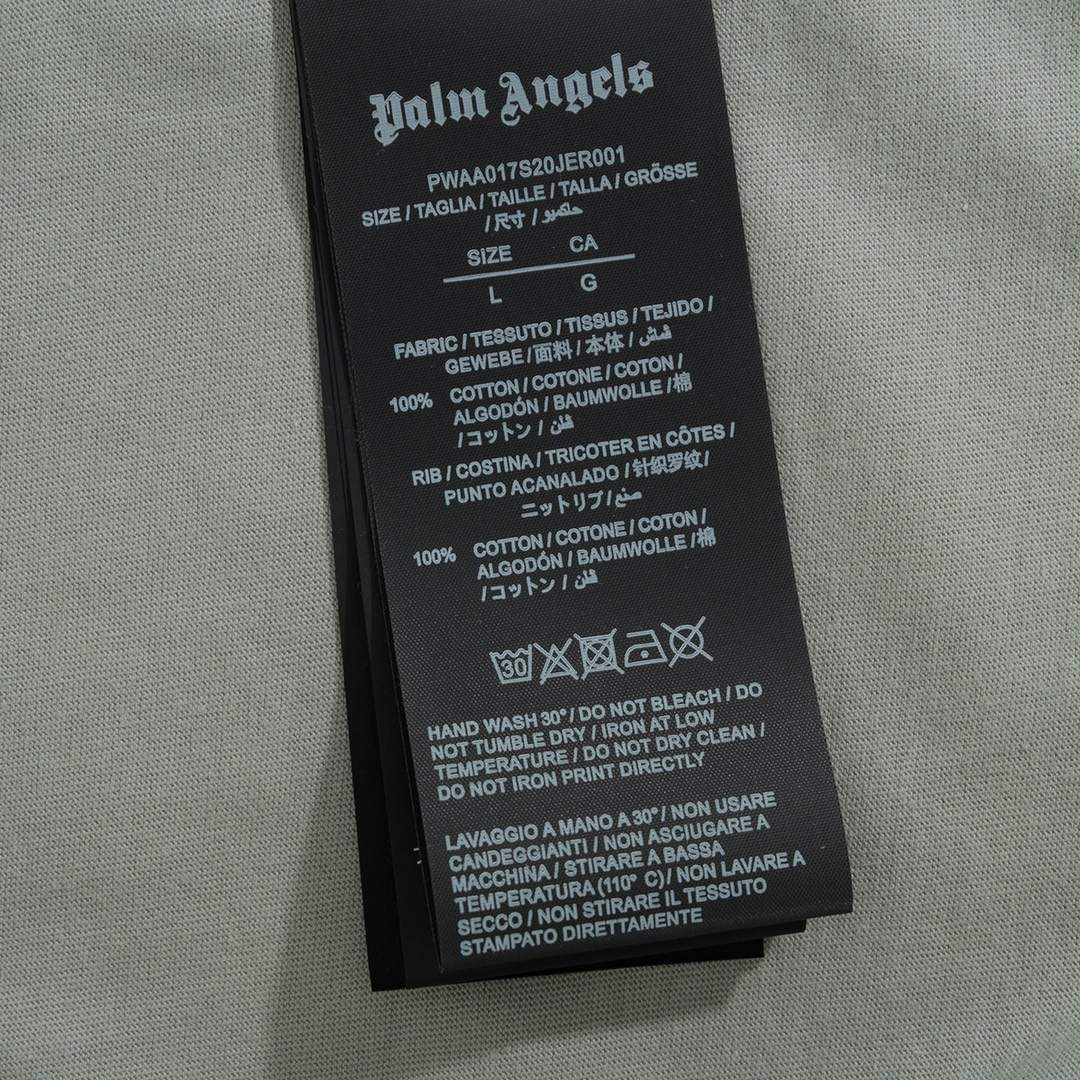 Palm Angels
PWAA017S20JER001
SIZE / TAGLIA / TAILLE / TALLA / GRÖSSE
/ 尺寸 /
SIZE CA
L G
FABRIC / TESSUTO / TISSUS / TEJIDO /
GEWEBE / 面料 / 本体 / قماش
100% COTTON / COTONE / COTON /
ALGODÓN / BAUMWOLLE / 棉
/ コットン / قطن
RIB / COSTINA / TRICOTER EN CÔTES /
PUNTO ACANALADO / 针织罗纹 /
ニットリブ /
100% COTTON / COTONE / COTON /
ALGODÓN / BAUMWOLLE / 棉
/ コットン / قطن
30
HAND WASH 30° / DO NOT BLEACH / DO
NOT TUMBLE DRY / IRON AT LOW
TEMPERATURE / DO NOT DRY CLEAN /
DO NOT IRON PRINT DIRECTLY
LAVAGGIO A MANO A 30° / NON USARE
CANDEGGIANTI / NON ASCIUGARE A
MACCHINA / STIRARE A BASSA
TEMPERATURA (110° C) / NON LAVARE A
SECCO / NON STIRARE IL TESSUTO
STAMPATO DIRETTAMENTE